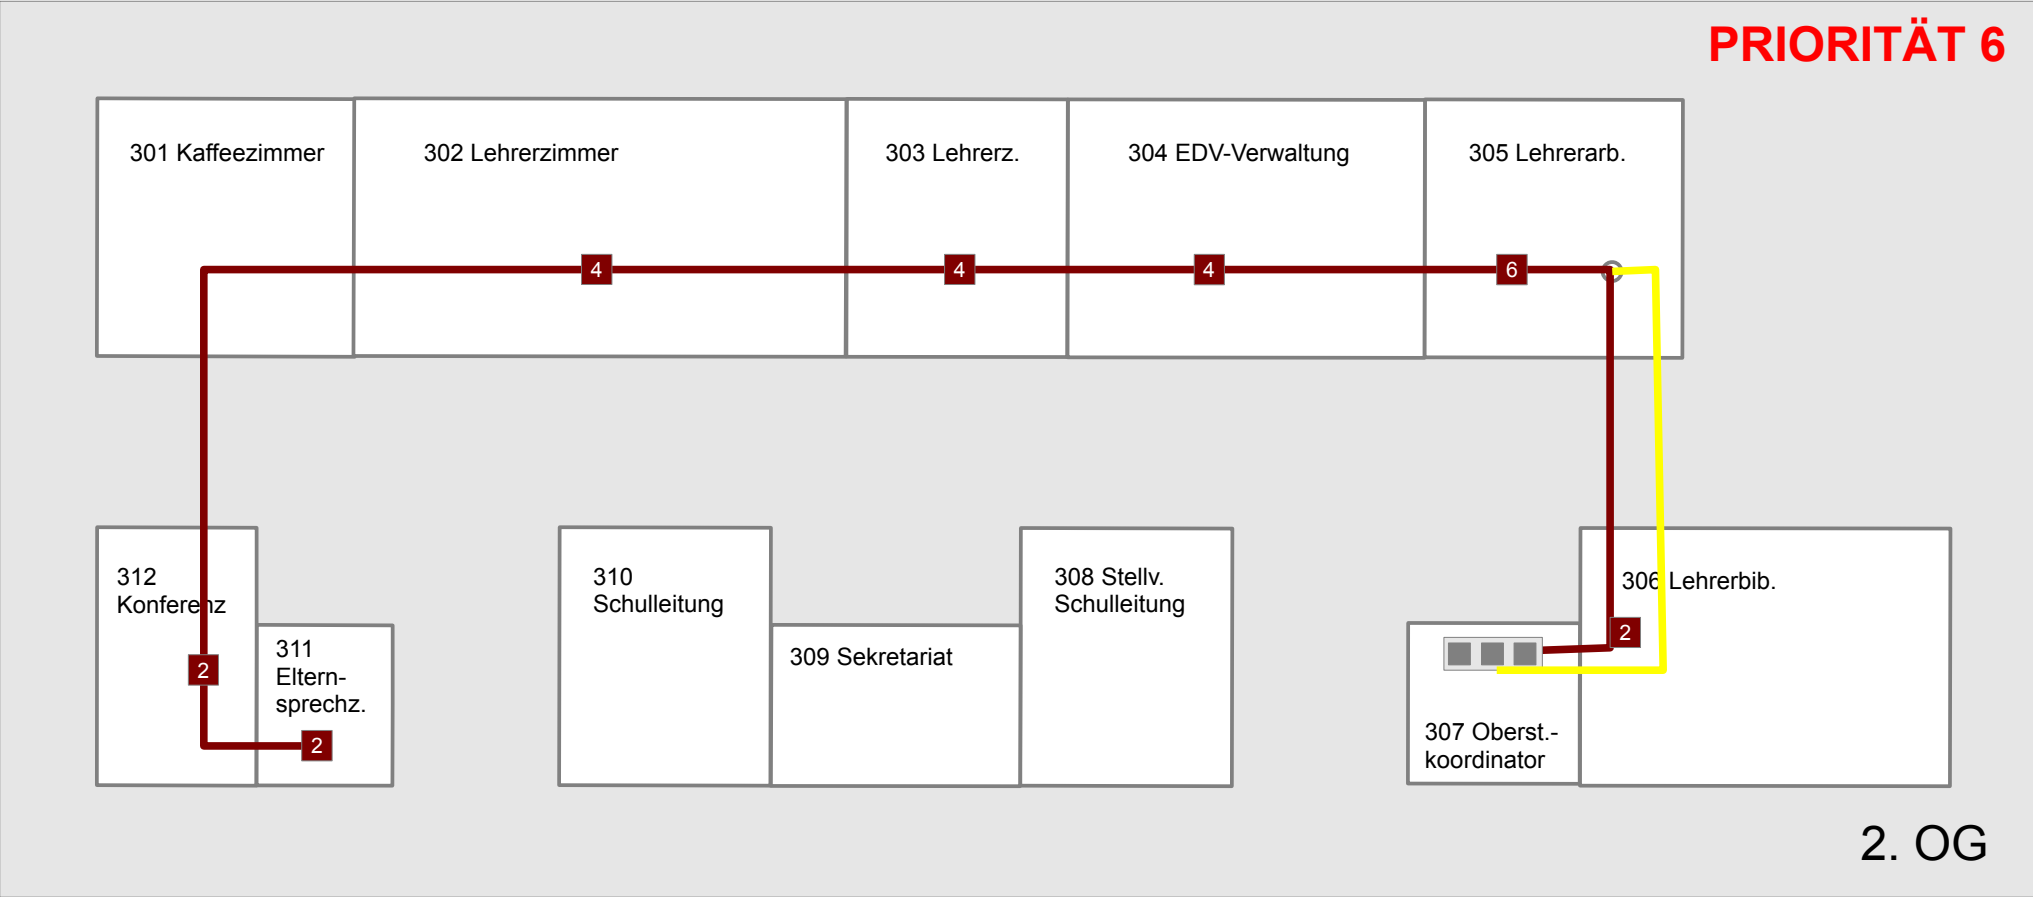 PRIORITÄT 6
301 Kaffeezimmer
302 Lehrerzimmer
303 Lehrerz.
304 EDV-Verwaltung
305 Lehrerarb.
4
4
4
6
312
Konferenz
2
311
Eltern-
sprechz.
2
310
Schulleitung
309 Sekretariat
308 Stellv.
Schulleitung
306 Lehrerbib.
2
307 Oberst.-
koordinator
2. OG